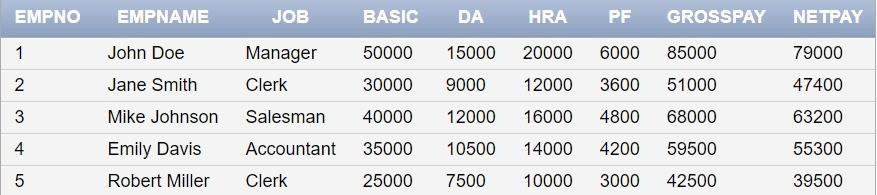 EMPNO EMPNAME JOB BASIC DA HRA PF GROSSPAY NETPAY
1 John Doe Manager 50000 15000 20000 6000 85000 79000
2 Jane Smith Clerk 30000 9000 12000 3600 51000 47400
3 Mike Johnson Salesman 40000 12000 16000 4800 68000 63200
4 Emily Davis Accountant 35000 10500 14000 4200 59500 55300
5 Robert Miller Clerk 25000 7500 10000 3000 42500 39500